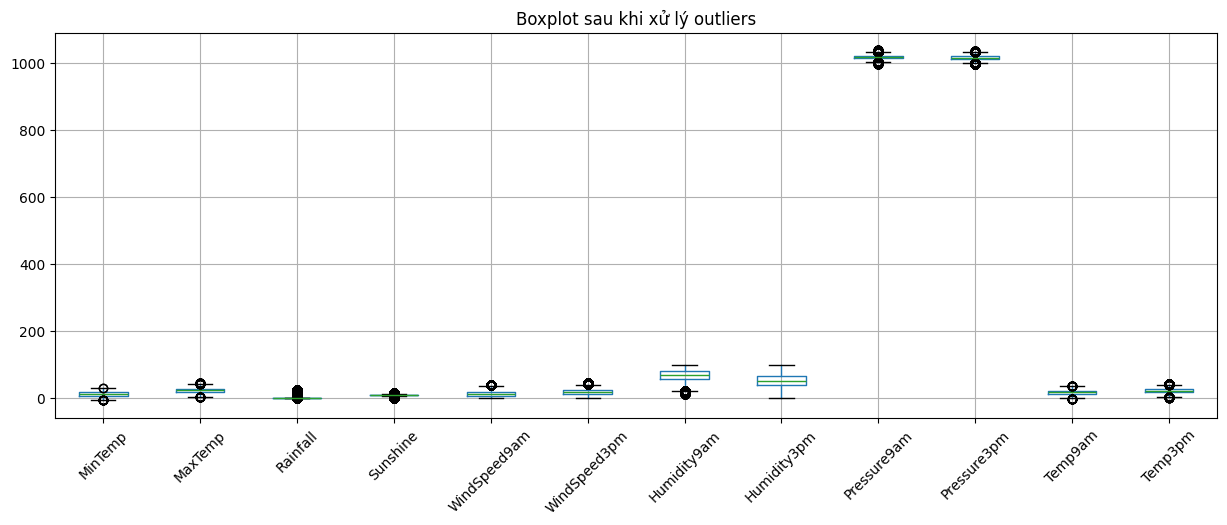 Boxplot sau khi xử lý outliers
1000
800
600
400
200
0
MinTemp
MaxTemp
Rainfall
Sunshine
WindSpeed9am
WindSpeed3pm
Humidity9am
Humidity3pm
Pressure9am
Pressure3pm
Temp9am
Temp3pm